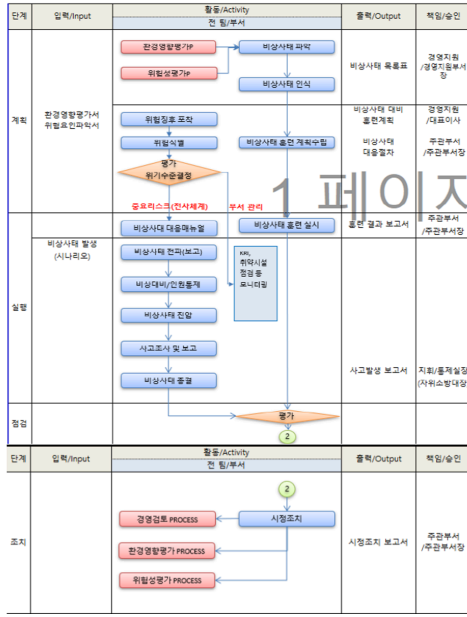 단계
입력/Input
활동/Activity
전 팀/부서
출력/Output
책임/승인
계획
환경영향평가서
위험요인파악서
환경영향평가P
위험성평가P
비상사태 파악
비상사태 인식
비상사태 목록표
경영지원
/경영지원부서
장
위험징후 포착
위험식별
평가
위기수준결정
비상사태 훈련 계획수립
비상사태 대비
훈련계획
비상사태
대응절차
경영지원
/대표이사
주관부서
/주관부서장
중요리스크(전사체계)
부서 관리
1 페이지
실행
비상사태 발생
(시나리오)
비상사태 대응매뉴얼
비상사태 훈련 실시
훈련 결과 보고서
주관부서
/주관부서장
비상사태 전파(보고)
비상대비/인원통제
비상사태 진압
사고조사 및 보고
비상사태 종결
KRI,
취약시설
점검 등
모니터링
사고발생 보고서
지휘/통제실장
(자위소방대장
점검
평가
2
단계
입력/Input
활동/Activity
전 팀/부서
출력/Output
책임/승인
조치
2
경영검토 PROCESS
시정조치
환경영향평가 PROCESS
위험성평가 PROCESS
시정조치 보고서
주관부서
/주관부서장